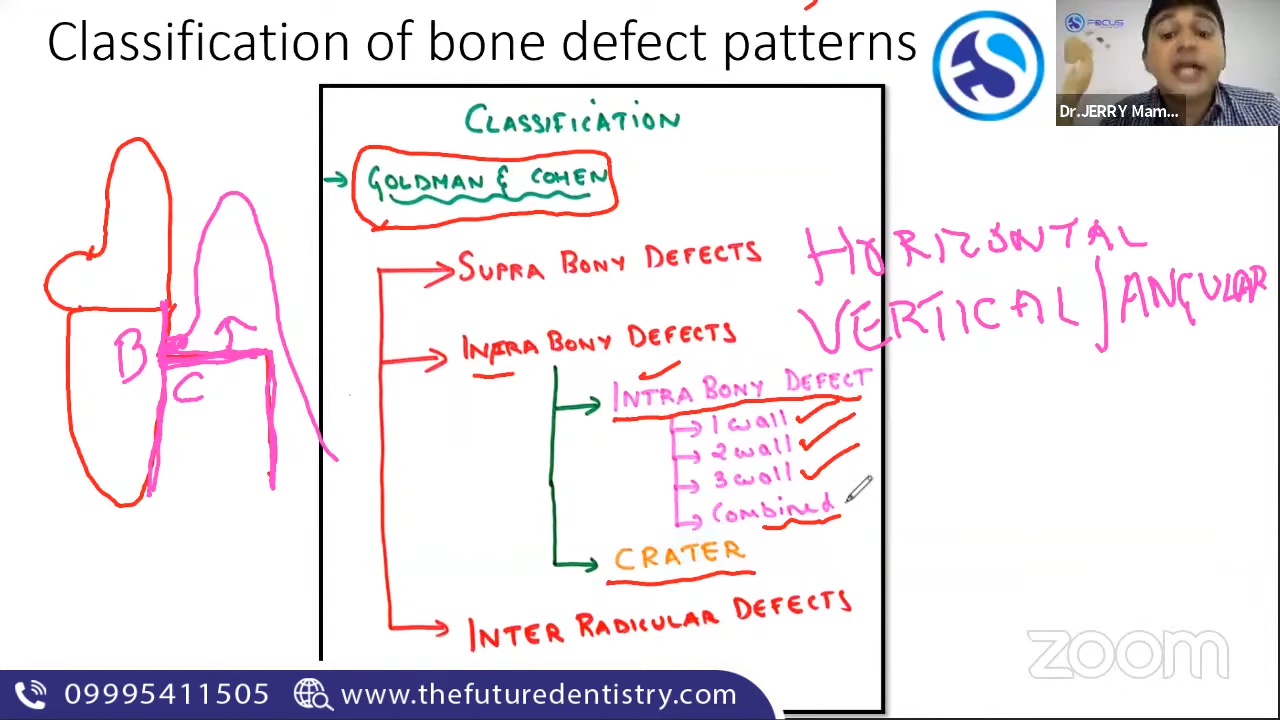 Classification of bone defect patterns
FOCUS
Dr.JERRY Mam...
CLASSIFICATION
GOLDMAN & COHEN
SUPRA BONY DEFECTS
HORIZONTAL
INFRA BONY DEFECTS
VERTICAL / ANGULAR
INTRA BONY DEFECT
1 wall
2 wall
3 wall
Combined
CRATER
INTER RADICULAR DEFECTS
B
C
zoom
09995411505
www.thefuturedentistry.com